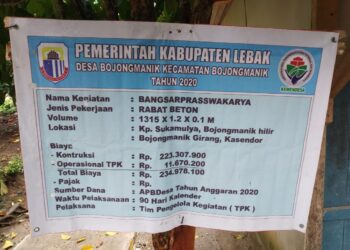 PEMERINTAH KABUPATEN LEBAK
DESA BOJONGMANIK KECAMATAN BOJONGMANIK
TAHUN 2020
KEMENDESA
Nama Kegiatan : BANGSARPRASSWAKARYA
Jenis Pekerjaan : RABAT BETON
Volume : 1315 X 1.2 X 0.1 M
Lokasi : Kp. Sukamulya, Bojongmanik hilir
Bojongmanik Girang, Kasendor
Biaya
- Kontruksi : Rp. 223.307.900
- Operasional TPK : Rp. 11.670.200
Total Biaya : Rp. 234.978.100
- Pajak : Rp.
Sumber Dana : APBDesa Tahun Anggaran 2020
Waktu Pelaksanaan : 90 Hari Kalender
Pelaksana : Tim Pengelola Kegiatan ( TPK )